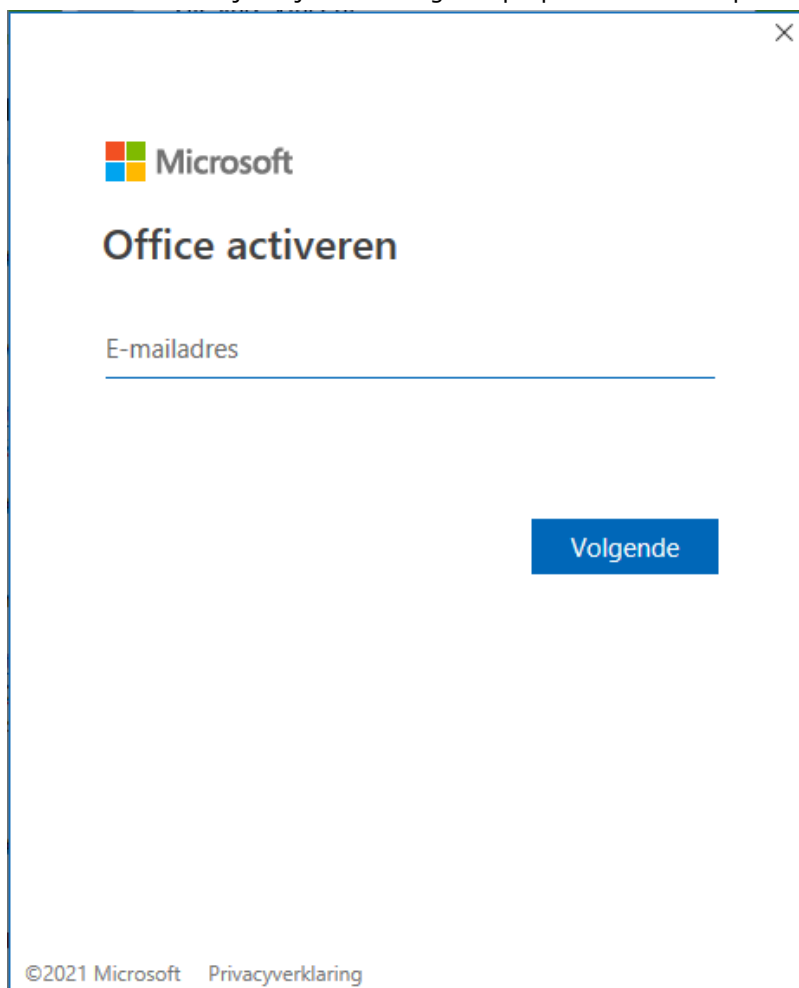 Microsoft
Office activeren
E-mailadres
Volgende
©2021 Microsoft Privacyverklaring